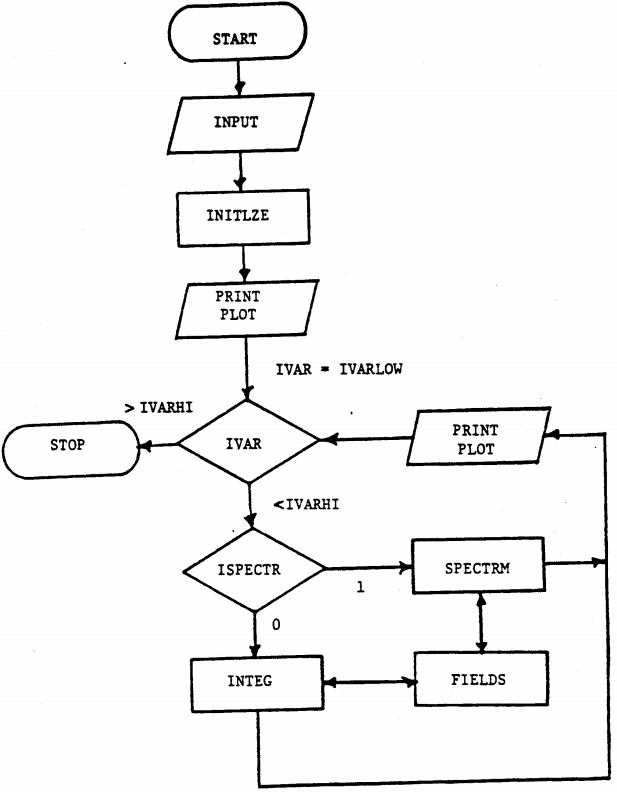 START
INPUT
INITLZE
PRINT
PLOT
IVAR = IVARLOW
> IVARHI
STOP
IVAR
PRINT
PLOT
<IVARHI
ISPECTR
1
SPECTRM
0
INTEG
FIELDS